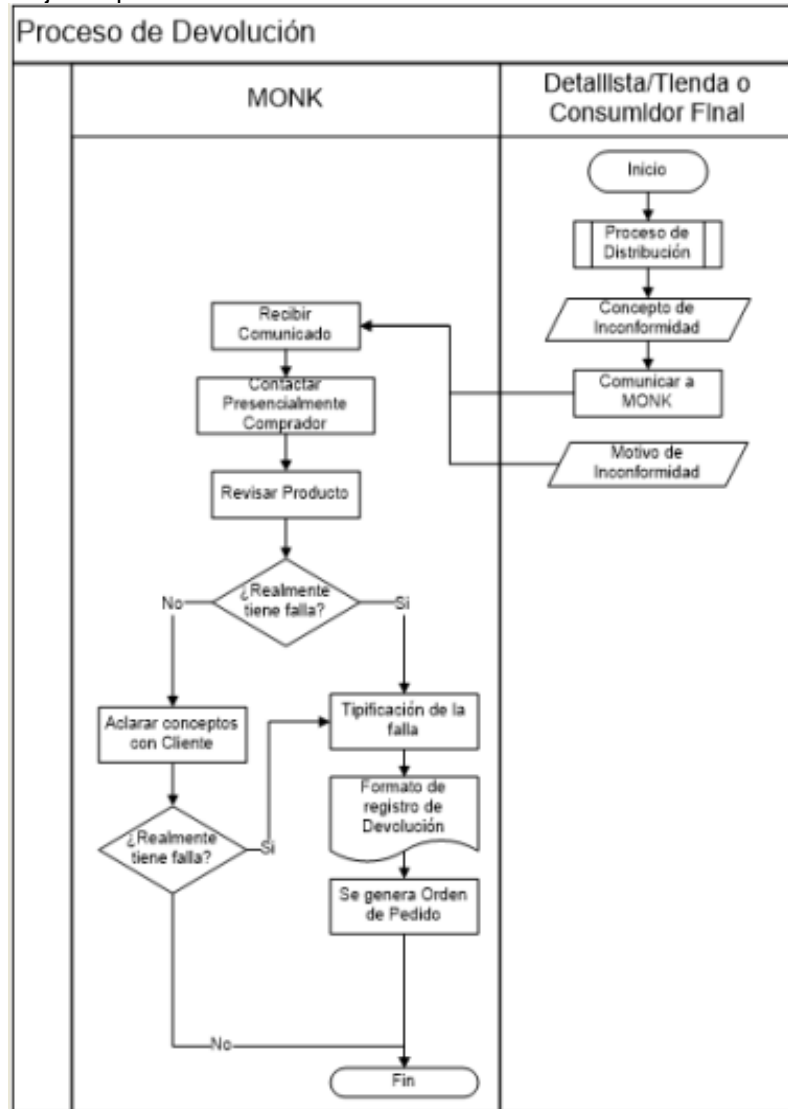 Proceso de Devolución
MONK
Detallista/Tienda o
Consumidor Final
Inicio
Proceso de
Distribución
Concepto de
Inconformidad
Comunicar a
MONK
Motivo de
Inconformidad
Recibir
Comunicado
Contactar
Presencialmente
Comprador
Revisar Producto
¿Realmente
tiene falla?
No
Si
Aclarar conceptos
con Cliente
Tipificación de la
falla
Formato de
registro de
Devolución
¿Realmente
tiene falla?
Si
Se genera Orden
de Pedido
No
Fin